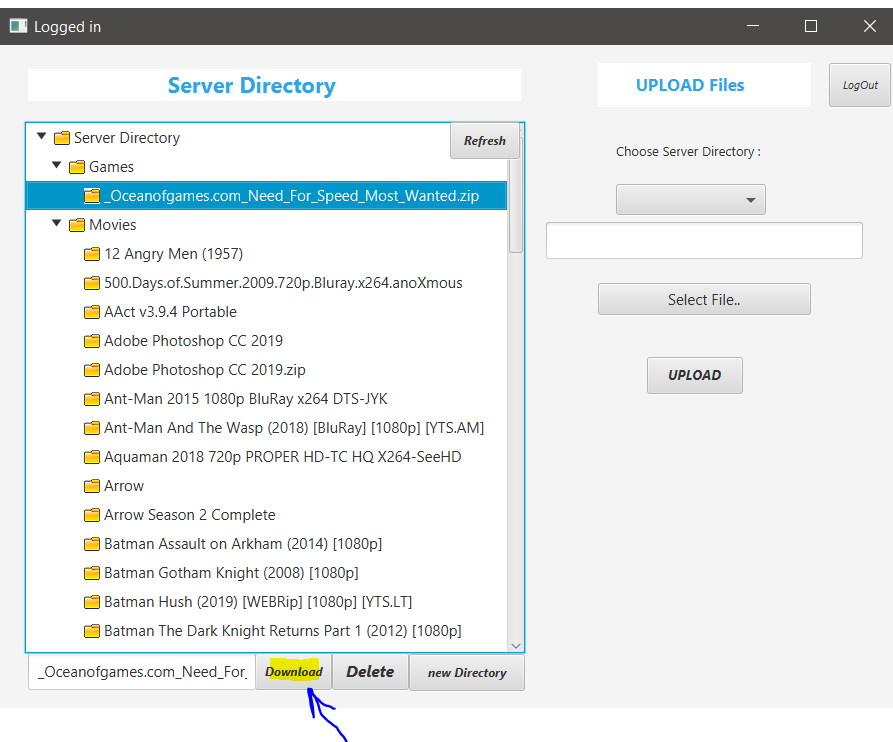 Logged in
Server Directory
UPLOAD Files
LogOut
Server Directory
Refresh
Games
_Oceanofgames.com_Need_For_Speed_Most_Wanted.zip
Movies
12 Angry Men (1957)
500.Days.of.Summer.2009.720p.Bluray.x264.anoXmous
AAct v3.9.4 Portable
Adobe Photoshop CC 2019
Adobe Photoshop CC 2019.zip
Ant-Man 2015 1080p BluRay x264 DTS-JYK
Ant-Man And The Wasp (2018) [BluRay] [1080p] [YTS.AM]
Aquaman 2018 720p PROPER HD-TC HQ X264-SeeHD
Arrow
Arrow Season 2 Complete
Batman Assault on Arkham (2014) [1080p]
Batman Gotham Knight (2008) [1080p]
Batman Hush (2019) [WEBRip] [1080p] [YTS.LT]
Batman The Dark Knight Returns Part 1 (2012) [1080p]
_Oceanofgames.com_Need_For_
Download
Delete
new Directory
Choose Server Directory :
Select File..
UPLOAD